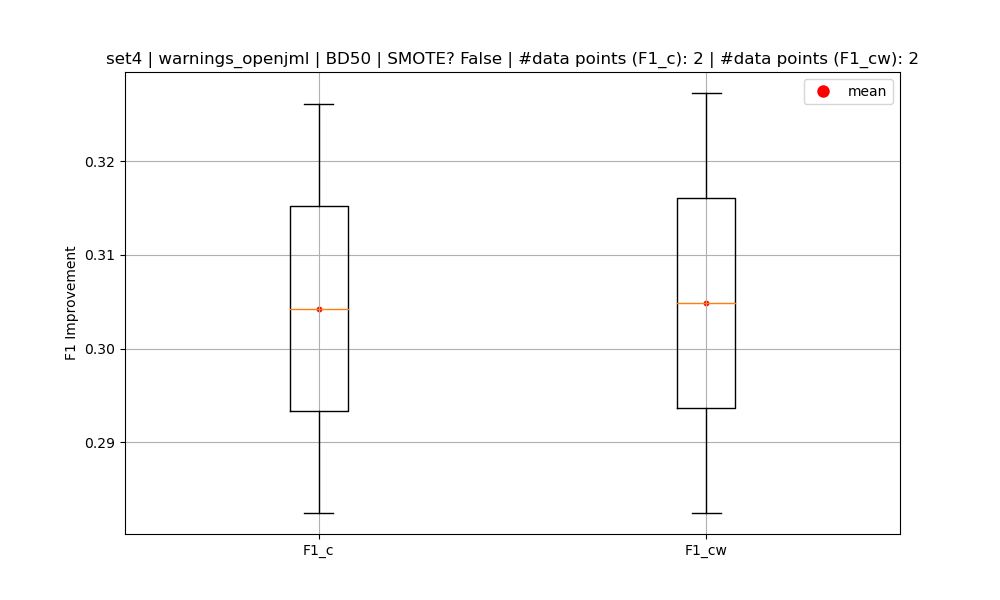 set4 | warnings_openjml | BD50 | SMOTE? False | #data points (F1_c): 2 | #data points (F1_cw): 2
mean
0.32
0.31
0.30
0.29
F1 Improvement
F1_c
F1_cw